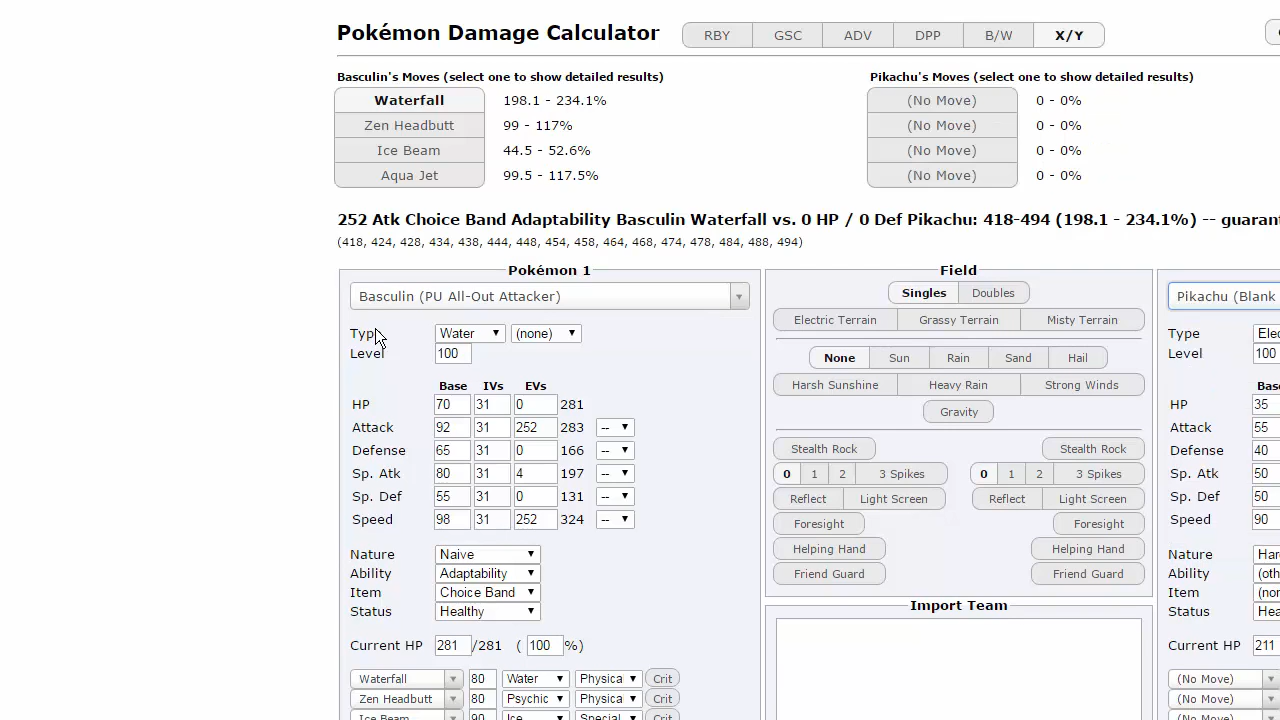 Pokémon Damage Calculator RBY GSC ADV DPP B/W X/Y
Basculin's Moves (select one to show detailed results) Pikachu's Moves (select one to show detailed results)
Waterfall 198.1 - 234.1% (No Move) 0 - 0%
Zen Headbutt 99 - 117% (No Move) 0 - 0%
Ice Beam 44.5 - 52.6% (No Move) 0 - 0%
Aqua Jet 99.5 - 117.5% (No Move) 0 - 0%
252 Atk Choice Band Adaptability Basculin Waterfall vs. 0 HP / 0 Def Pikachu: 418-494 (198.1 - 234.1%) -- guaran
(418, 424, 428, 434, 438, 444, 448, 454, 458, 464, 468, 474, 478, 484, 488, 494)
Pokémon 1
Basculin (PU All-Out Attacker)
Type Water (none)
Level 100
Base IVs EVs
HP 70 31 0 281
Attack 92 31 252 283 --
Defense 65 31 0 166 --
Sp. Atk 80 31 4 197 --
Sp. Def 55 31 0 131 --
Speed 98 31 252 324 --
Nature Naive
Ability Adaptability
Item Choice Band
Status Healthy
Current HP 281 /281 ( 100 %)
Waterfall 80 Water Physica Crit
Zen Headbutt 80 Psychic Physica Crit
Ice Beam 90 Ice Special Crit
Field
Singles Doubles
Electric Terrain Grassy Terrain Misty Terrain
None Sun Rain Sand Hail
Harsh Sunshine Heavy Rain Strong Winds
Gravity
Stealth Rock Stealth Rock
0 1 2 3 Spikes 0 1 2 3 Spikes
Reflect Light Screen Reflect Light Screen
Foresight Foresight
Helping Hand Helping Hand
Friend Guard Friend Guard
Import Team
Pikachu (Blank
Type Ele
Level 100
Bas
HP 35
Attack 55
Defense 40
Sp. Atk 50
Sp. Def 50
Speed 90
Nature Har
Ability (oth
Item (nor
Status Hea
Current HP 211
(No Move)
(No Move)
(No Move)